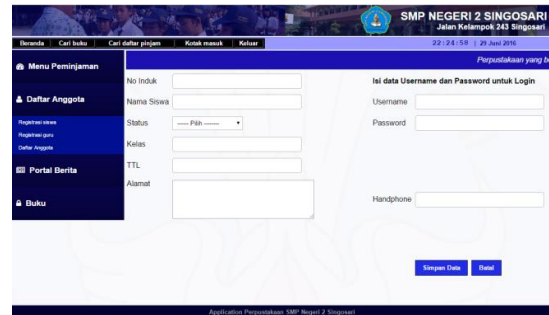 SMP NEGERI 2 SINGOSARI
Jalan Kelampok 243 Singosari
Beranda Cari buku Cari daftar pinjam Kotak masuk Keluar
22:24:58 | 29 Juni 2016
Menu Peminjaman
Perpustakaan yang b
Daftar Anggota
Registrasi siswa
Registrasi guru
Daftar Anggota
Portal Berita
Buku
No Induk
Nama Siswa
Status
----- Pilih -------
Kelas
TTL
Alamat
Isi data Username dan Password untuk Login
Username
Password
Handphone
Simpan Data Batal
Application Perpustakaan SMP Negeri 2 Singosari